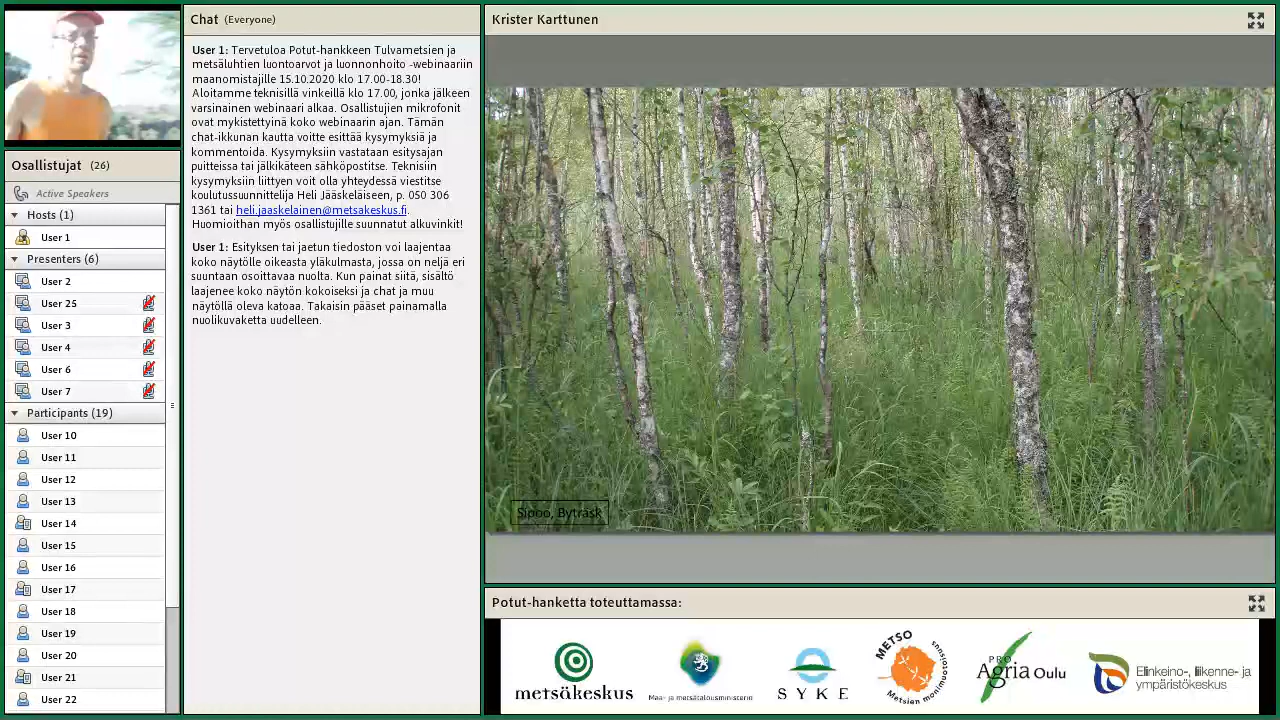 Osallistujat (26)
Active Speakers
Hosts (1)
User 1
Presenters (6)
User 2
User 25
User 3
User 4
User 6
User 7
Participants (19)
User 10
User 11
User 12
User 13
User 14
User 15
User 16
User 17
User 18
User 19
User 20
User 21
User 22
Chat (Everyone)
User 1: Tervetuloa Potut-hankkeen Tulvametsien ja
metsäluhtien luontoarvot ja luonnonhoito -webinaariin
maanomistajille 15.10.2020 klo 17.00-18.30!
Aloitamme teknisillä vinkeillä klo 17.00, jonka jälkeen
varsinainen webinaari alkaa. Osallistujien mikrofonit
ovat mykistettyinä koko webinaarin ajan. Tämän
chat-ikkunan kautta voitte esittää kysymyksiä ja
kommentoida. Kysymyksiin vastataan esitysajan
puitteissa tai jälkikäteen sähköpostitse. Teknisiin
kysymyksiin liittyen voit olla yhteydessä viestitse
koulutussuunnittelija Heli Jääskeläiseen, p. 050 306
1361 tai heli.jaaskelainen@metsakeskus.fi.
Huomioithan myös osallistujille suunnatut alkuvinkit!
User 1: Esityksen tai jaetun tiedoston voi laajentaa
koko näytölle oikeasta yläkulmasta, jossa on neljä eri
suuntaan osoittavaa nuolta. Kun painat siitä, sisältö
laajenee koko näytön kokoiseksi ja chat ja muu
näytöllä oleva katoaa. Takaisin pääset painamalla
nuolikuvaketta uudelleen.
Krister Karttunen
Sipoo, Byträsk
Potut-hanketta toteuttamassa:
metsäkeskus
Maa- ja metsätalousministeriö
SYKE
METSO
Metsien monimuotoisuus
PRO
Agria Oulu
Elinkeino-, liikenne- ja
ympäristökeskus